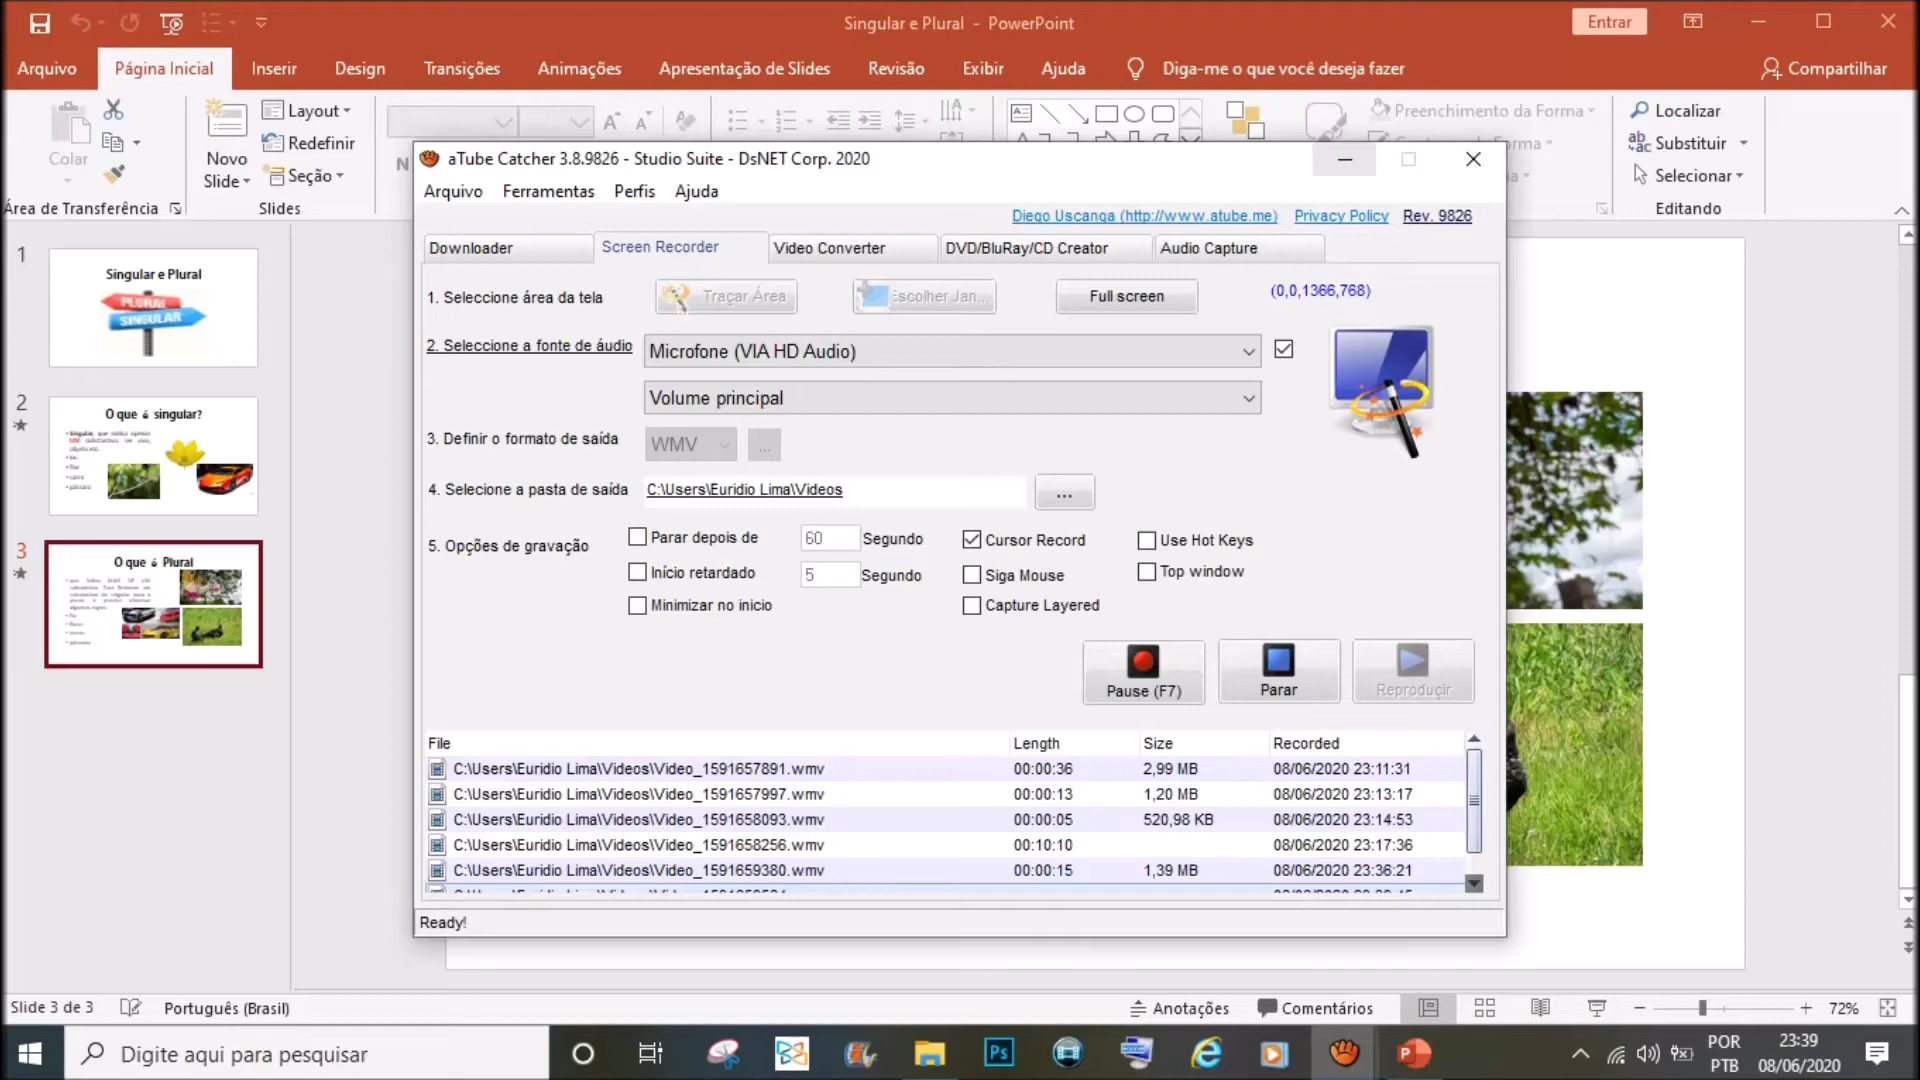 Singular e Plural - PowerPoint
Entrar
Arquivo Página Inicial Inserir Design Transições Animações Apresentação de Slides Revisão Exibir Ajuda Diga-me o que você deseja fazer Compartilhar
Colar
Novo Slide
Layout
Redefinir
Seção
N
Preenchimento da Forma
Localizar
Substituir
Selecionar
Área de Transferência
Slides
Editando
1
Singular e Plural
PLURAL
SINGULAR
2
O que é singular?
3
O que é Plural
aTube Catcher 3.8.9826 - Studio Suite - DsNET Corp. 2020
Arquivo Ferramentas Perfis Ajuda
Diego Uscanga (http://www.atube.me) Privacy Policy Rev. 9826
Downloader Screen Recorder Video Converter DVD/BluRay/CD Creator Audio Capture
1. Seleccione área da tela Traçar Área Escolher Jan... Full screen (0,0,1366,768)
2. Seleccione a fonte de áudio Microfone (VIA HD Audio)
Volume principal
3. Definir o formato de saída WMV ...
4. Selecione a pasta de saída C:\Users\Euridio Lima\Videos ...
5. Opções de gravação
Parar depois de 60 Segundo Cursor Record Use Hot Keys
Início retardado 5 Segundo Siga Mouse Top window
Minimizar no inicio Capture Layered
Pause (F7) Parar Reproduçir
File Length Size Recorded
C:\Users\Euridio Lima\Videos\Video_1591657891.wmv 00:00:36 2,99 MB 08/06/2020 23:11:31
C:\Users\Euridio Lima\Videos\Video_1591657997.wmv 00:00:13 1,20 MB 08/06/2020 23:13:17
C:\Users\Euridio Lima\Videos\Video_1591658093.wmv 00:00:05 520,98 KB 08/06/2020 23:14:53
C:\Users\Euridio Lima\Videos\Video_1591658256.wmv 00:10:10 08/06/2020 23:17:36
C:\Users\Euridio Lima\Videos\Video_1591659380.wmv 00:00:15 1,39 MB 08/06/2020 23:36:21
Ready!
Slide 3 de 3 Português (Brasil) Anotações Comentários 72%
Digite aqui para pesquisar
Ps
POR
PTB
23:39
08/06/2020